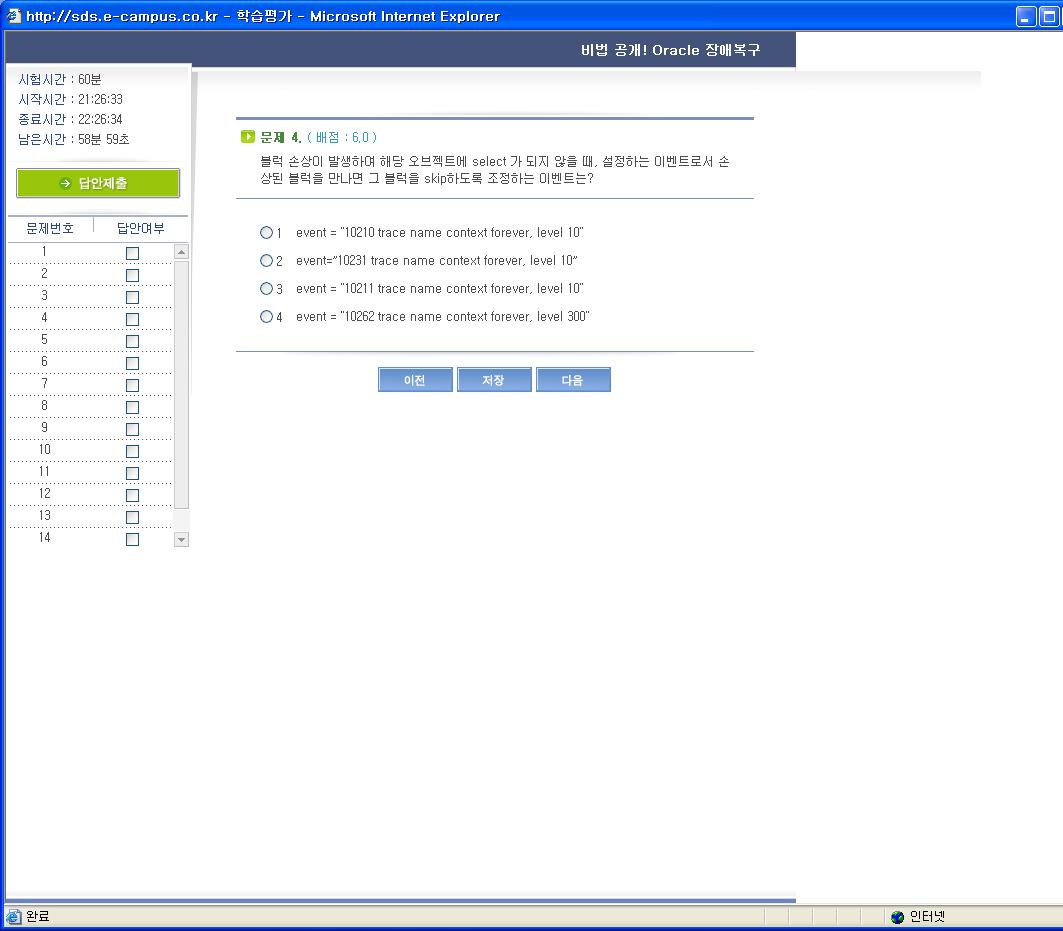 http://sds.e-campus.co.kr - 학습평가 - Microsoft Internet Explorer
비법 공개! Oracle 장애복구
시험시간 : 60분
시작시간 : 21:26:33
종료시간 : 22:26:34
남은시간 : 58분 59초
답안제출
문제번호 답안여부
1
2
3
4
5
6
7
8
9
10
11
12
13
14
문제 4. ( 배점 : 6.0 )
블럭 손상이 발생하여 해당 오브젝트에 select 가 되지 않을 때, 설정하는 이벤트로서 손
상된 블럭을 만나면 그 블럭을 skip하도록 조정하는 이벤트는?
1 event = "10210 trace name context forever, level 10"
2 event="10231 trace name context forever, level 10"
3 event = "10211 trace name context forever, level 10"
4 event = "10262 trace name context forever, level 300"
이전 저장 다음
완료 인터넷